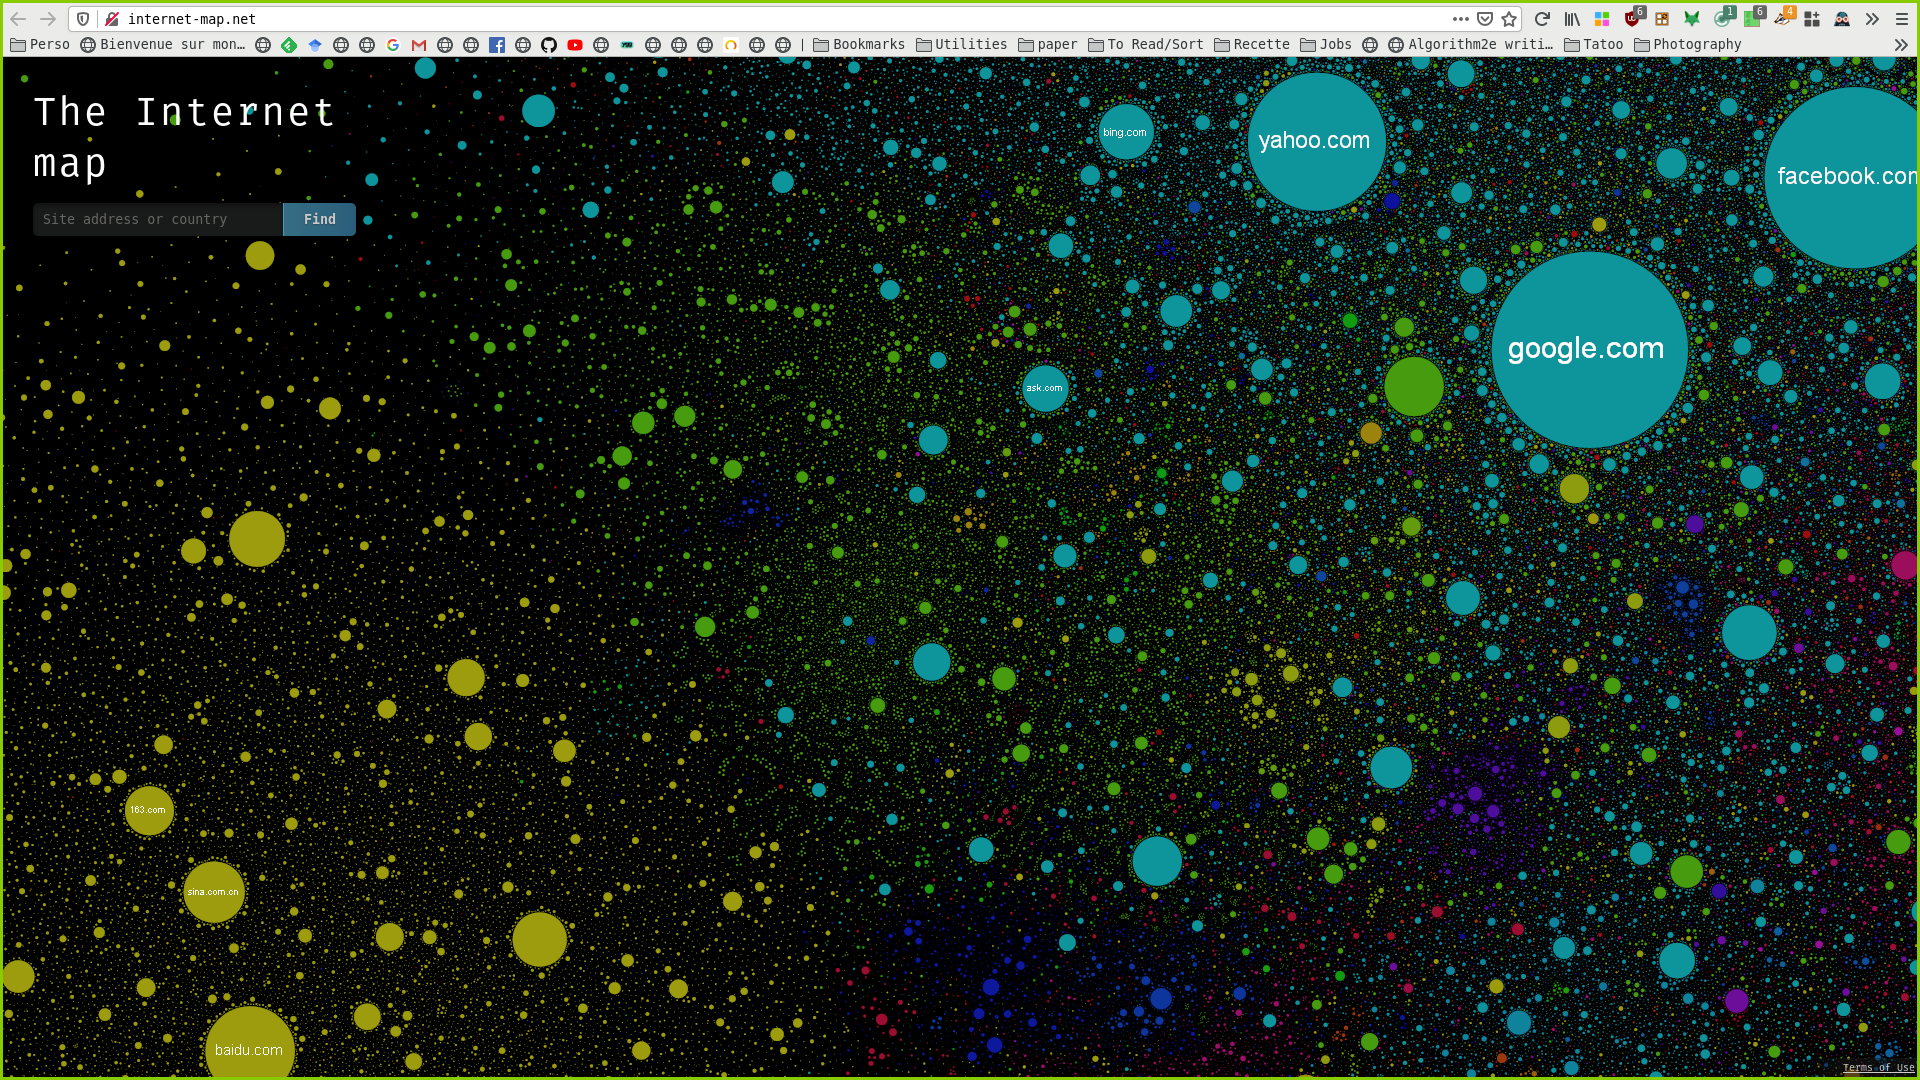 internet-map.net
6
1
6
4
Perso
Bienvenue sur mon…
Bookmarks
Utilities
paper
To Read/Sort
Recette
Jobs
Algorithm2e writi…
Tatoo
Photography
The Internet
map
Site address or country
Find
bing.com
yahoo.com
facebook.com
google.com
ask.com
163.com
sina.com.cn
baidu.com
Terms of Use